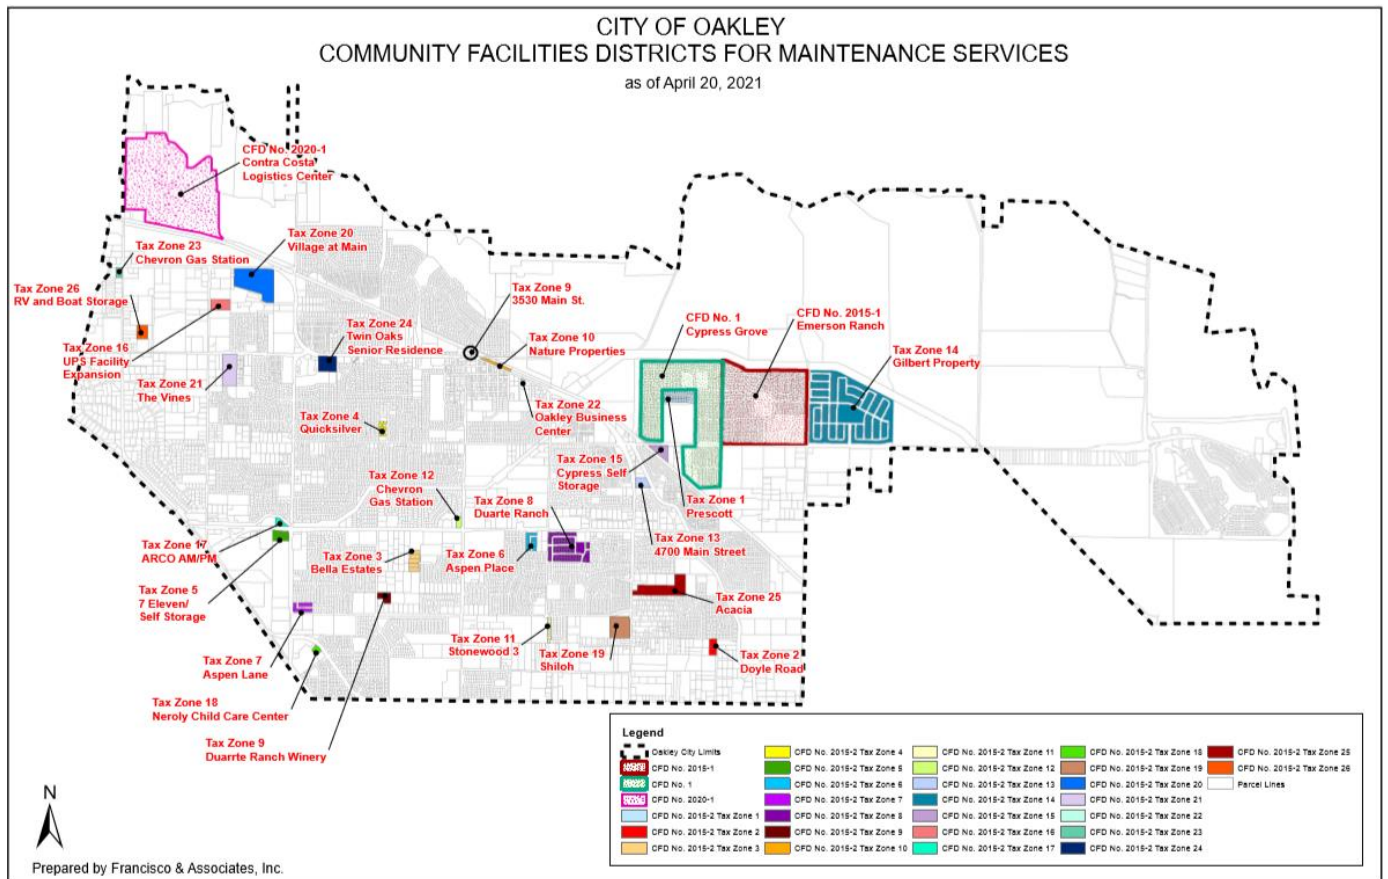 CITY OF OAKLEY
COMMUNITY FACILITIES DISTRICTS FOR MAINTENANCE SERVICES
as of April 20, 2021
CFD No. 2020-1
Contra Costa
Logistics Center
Tax Zone 23
Chevron Gas Station
Tax Zone 20
Village at Main
Tax Zone 26
RV and Boat Storage
Tax Zone 9
3530 Main St.
Tax Zone 24
Twin Oaks
Senior Residence
Tax Zone 10
Nature Properties
CFD No. 1
Cypress Grove
CFD No. 2015-1
Emerson Ranch
Tax Zone 14
Gilbert Property
Tax Zone 16
UPS Facility
Expansion
Tax Zone 21
The Vines
Tax Zone 4
Quicksilver
Tax Zone 22
Oakley Business
Center
Tax Zone 12
Chevron
Gas Station
Tax Zone 15
Cypress Self
Storage
Tax Zone 8
Duarte Ranch
Tax Zone 1
Prescott
Tax Zone 17
ARCO AM/PM
Tax Zone 3
Bella Estates
Tax Zone 6
Aspen Place
Tax Zone 13
4700 Main Street
Tax Zone 5
7 Eleven/
Self Storage
Tax Zone 25
Acacia
Tax Zone 7
Aspen Lane
Tax Zone 11
Stonewood 3
Tax Zone 19
Shiloh
Tax Zone 2
Doyle Road
Tax Zone 18
Neroly Child Care Center
Tax Zone 9
Duarrte Ranch Winery
Legend
Oakley City Limits
CFD No. 2015-1
CFD No. 1
CFD No. 2020-1
CFD No. 2015-2 Tax Zone 1
CFD No. 2015-2 Tax Zone 2
CFD No. 2015-2 Tax Zone 3
CFD No. 2015-2 Tax Zone 4
CFD No. 2015-2 Tax Zone 5
CFD No. 2015-2 Tax Zone 6
CFD No. 2015-2 Tax Zone 7
CFD No. 2015-2 Tax Zone 8
CFD No. 2015-2 Tax Zone 9
CFD No. 2015-2 Tax Zone 10
CFD No. 2015-2 Tax Zone 11
CFD No. 2015-2 Tax Zone 12
CFD No. 2015-2 Tax Zone 13
CFD No. 2015-2 Tax Zone 14
CFD No. 2015-2 Tax Zone 15
CFD No. 2015-2 Tax Zone 16
CFD No. 2015-2 Tax Zone 17
CFD No. 2015-2 Tax Zone 18
CFD No. 2015-2 Tax Zone 19
CFD No. 2015-2 Tax Zone 20
CFD No. 2015-2 Tax Zone 21
CFD No. 2015-2 Tax Zone 22
CFD No. 2015-2 Tax Zone 23
CFD No. 2015-2 Tax Zone 24
CFD No. 2015-2 Tax Zone 25
CFD No. 2015-2 Tax Zone 26
Parcel Lines
N
Prepared by Francisco & Associates, Inc.